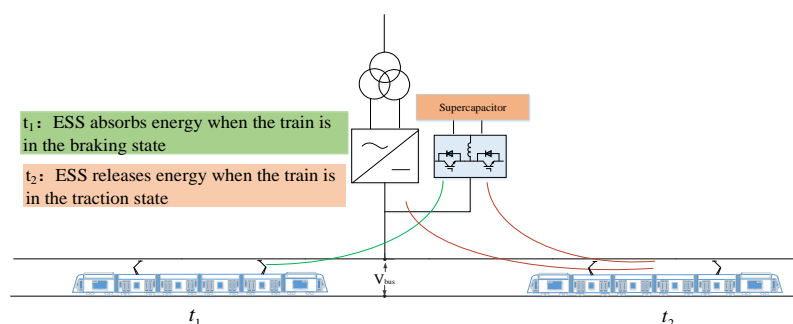 Supercapacitor
t₁： ESS absorbs energy when the train is
in the braking state
t₂： ESS releases energy when the train is
in the traction state
V_bus
t₁
t₂